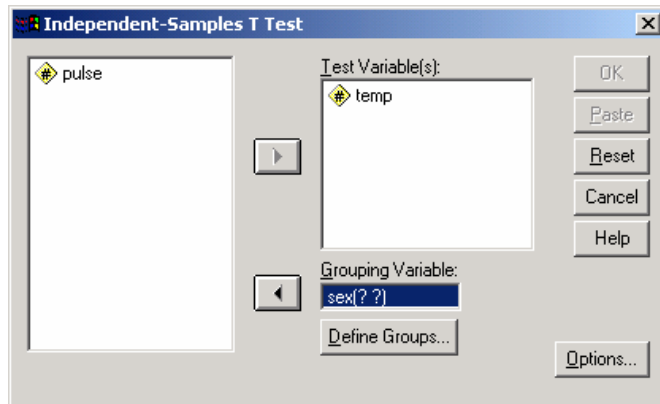 Independent-Samples T Test
# pulse
Test Variable(s):
# temp
OK
Paste
Reset
Cancel
Help
Grouping Variable:
sex(? ?)
Define Groups...
Options...